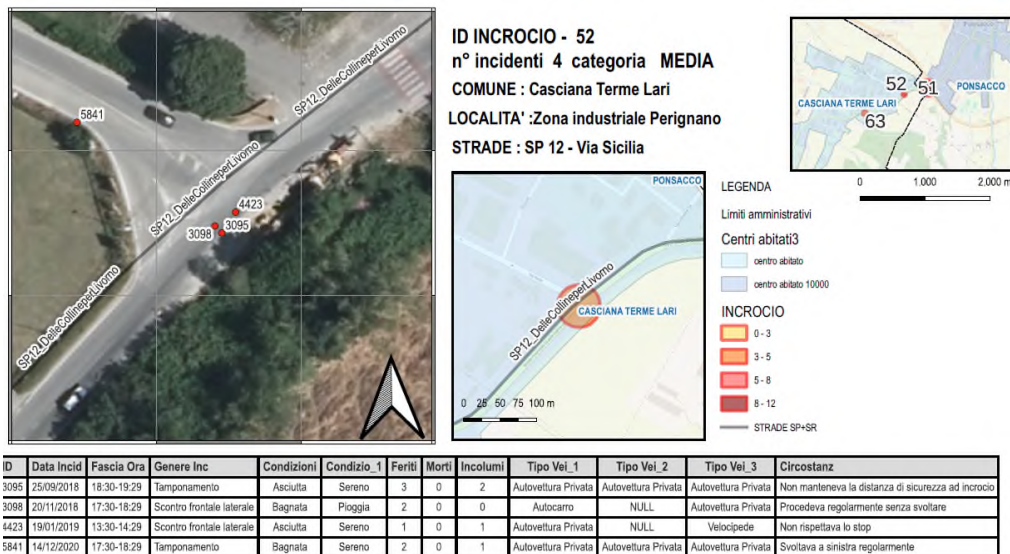 5841
SP12_DelleCollineperLivorno
SP12_DelleCollineperLivorno
4423
3098
3095
SP12_DelleCollineperLivorno
ID INCROCIO - 52
n° incidenti 4 categoria MEDIA
COMUNE : Casciana Terme Lari
LOCALITA' :Zona industriale Perignano
STRADE : SP 12 - Via Sicilia
52
51
PONSACCO
CASCIANA TERME LARI
63
0 1.000 2.000 m
PONSACCO
SP12_DelleCollineperLivorno
CASCIANA TERME LARI
0 25 50 75 100 m
LEGENDA
Limiti amministrativi
Centri abitati3
centro abitato
centro abitato 10000
INCROCIO
0 - 3
3 - 5
5 - 8
8 - 12
STRADE SP+SR
ID Data Incid Fascia Ora Genere Inc Condizioni Condizio_1 Feriti Morti Incolumi Tipo Vei_1 Tipo Vei_2 Tipo Vei_3 Circostanz
3095 25/09/2018 18:30-19:29 Tamponamento Asciutta Sereno 3 0 2 Autovettura Privata Autovettura Privata Autovettura Privata Non manteneva la distanza di sicurezza ad incrocio
3098 20/11/2018 17:30-18:29 Scontro frontale laterale Bagnata Pioggia 2 0 0 Autocarro NULL Autovettura Privata Procedeva regolarmente senza svoltare
4423 19/01/2019 13:30-14:29 Scontro frontale laterale Asciutta Sereno 1 0 1 Autovettura Privata NULL Velocipede Non rispettava lo stop
5841 14/12/2020 17:30-18:29 Tamponamento Bagnata Sereno 2 0 1 Autovettura Privata Autovettura Privata Autovettura Privata Svoltava a sinistra regolarmente